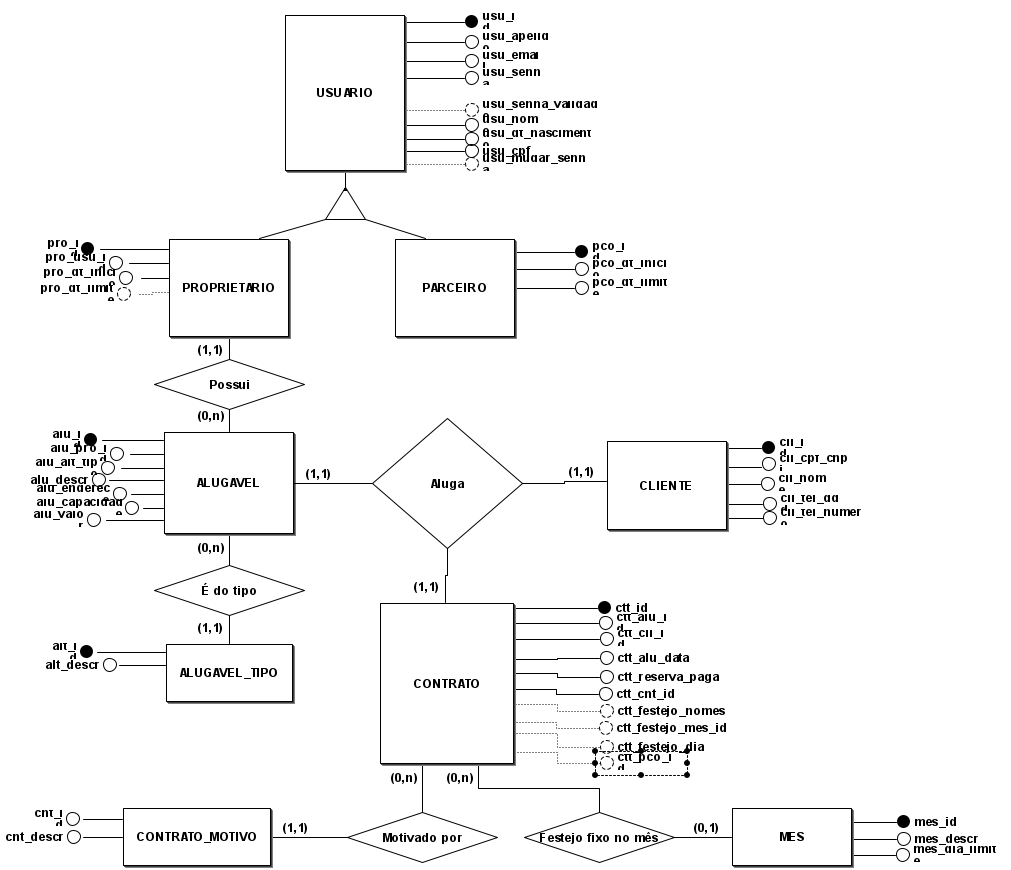 usu_id
usu_apelido
usu_email
usu_senha
USUARIO
usu_senha_validade
usu_nome
usu_dt_nascimento
usu_cpf
usu_mudar_senha
pro_id
pro_usu_id
pro_dt_inicio
pro_dt_limite
PROPRIETARIO
PARCEIRO
pco_id
pco_dt_inicio
pco_dt_limite
(1,1)
Possui
(0,n)
alu_id
alu_pro_id
alu_alt_tipo
alu_descr
alu_endereco
alu_capacidade
alu_valor
ALUGAVEL
(1,1)
Aluga
(1,1)
CLIENTE
cli_id
cli_cpf_cnpj
cli_nome
cli_tel_ddd
cli_tel_numero
(0,n)
É do tipo
(1,1)
(1,1)
alt_id
alt_descr
ALUGAVEL_TIPO
CONTRATO
ctt_id
ctt_alu_id
ctt_cli_id
ctt_alu_data
ctt_reserva_paga
ctt_cnt_id
ctt_festejo_nomes
ctt_festejo_mes_id
ctt_festejo_dia
ctt_pco_id
(0,n)
(0,n)
cnt_id
cnt_descr
CONTRATO_MOTIVO
(1,1)
Motivado por
Festejo fixo no mês
(0,1)
MES
mes_id
mes_descr
mes_dia_limite